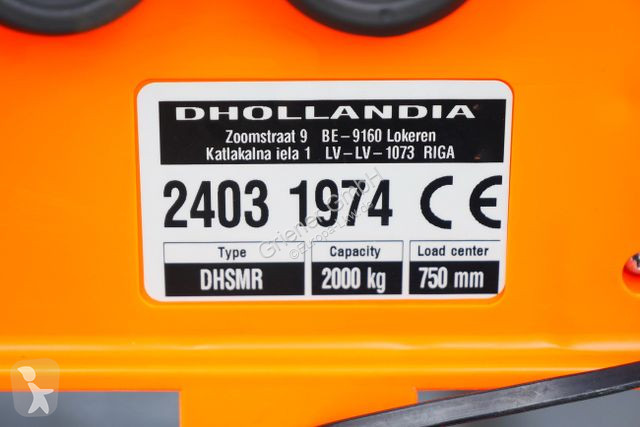 DHOLLANDIA
Zoomstraat 9 BE-9160 Lokeren
Katlakalna iela 1 LV-LV-1073 RIGA
2403 1974 CE
Type Capacity Load center
DHSMR 2000 kg 750 mm